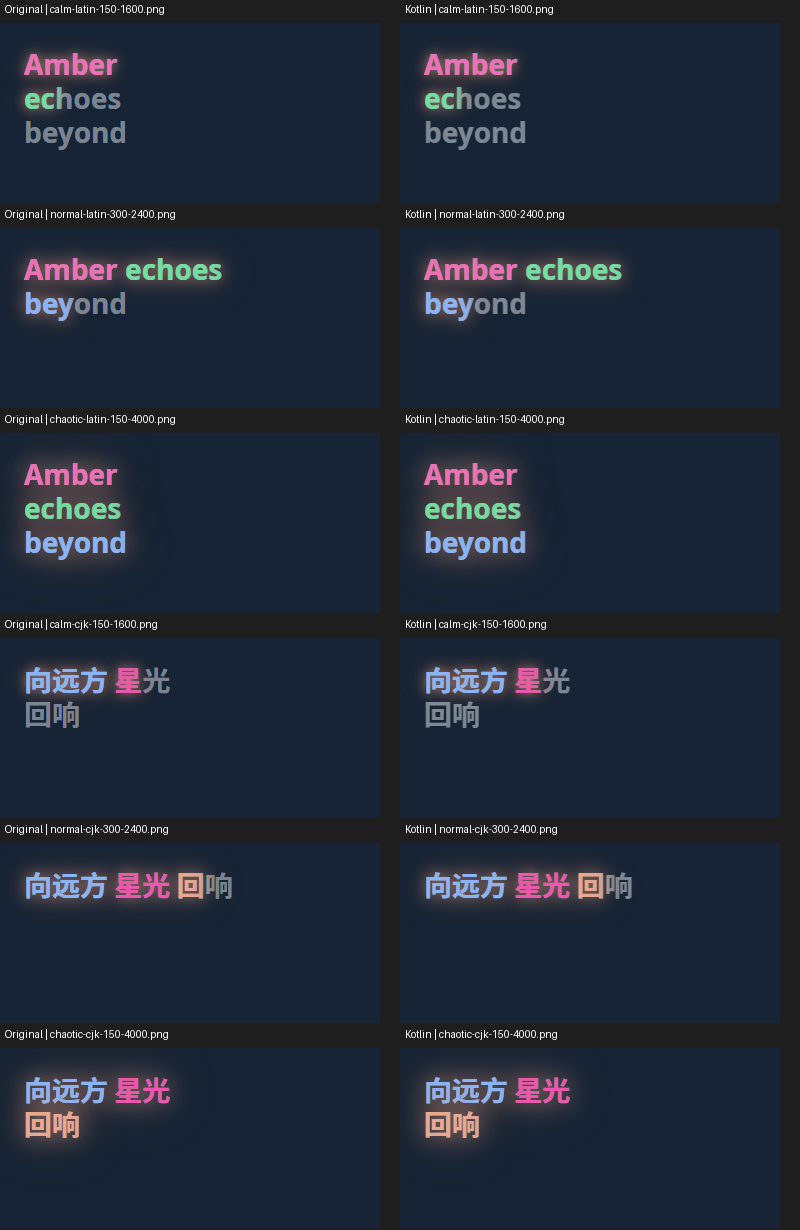 Original | calm-latin-150-1600.png
Kotlin | calm-latin-150-1600.png
Amber
echoes
beyond
Amber
echoes
beyond
Original | normal-latin-300-2400.png
Kotlin | normal-latin-300-2400.png
Amber echoes
beyond
Amber echoes
beyond
Original | chaotic-latin-150-4000.png
Kotlin | chaotic-latin-150-4000.png
Amber
echoes
beyond
Amber
echoes
beyond
Original | calm-cjk-150-1600.png
Kotlin | calm-cjk-150-1600.png
向远方 星光
回响
向远方 星光
回响
Original | normal-cjk-300-2400.png
Kotlin | normal-cjk-300-2400.png
向远方 星光 回响
向远方 星光 回响
Original | chaotic-cjk-150-4000.png
Kotlin | chaotic-cjk-150-4000.png
向远方 星光
回响
向远方 星光
回响